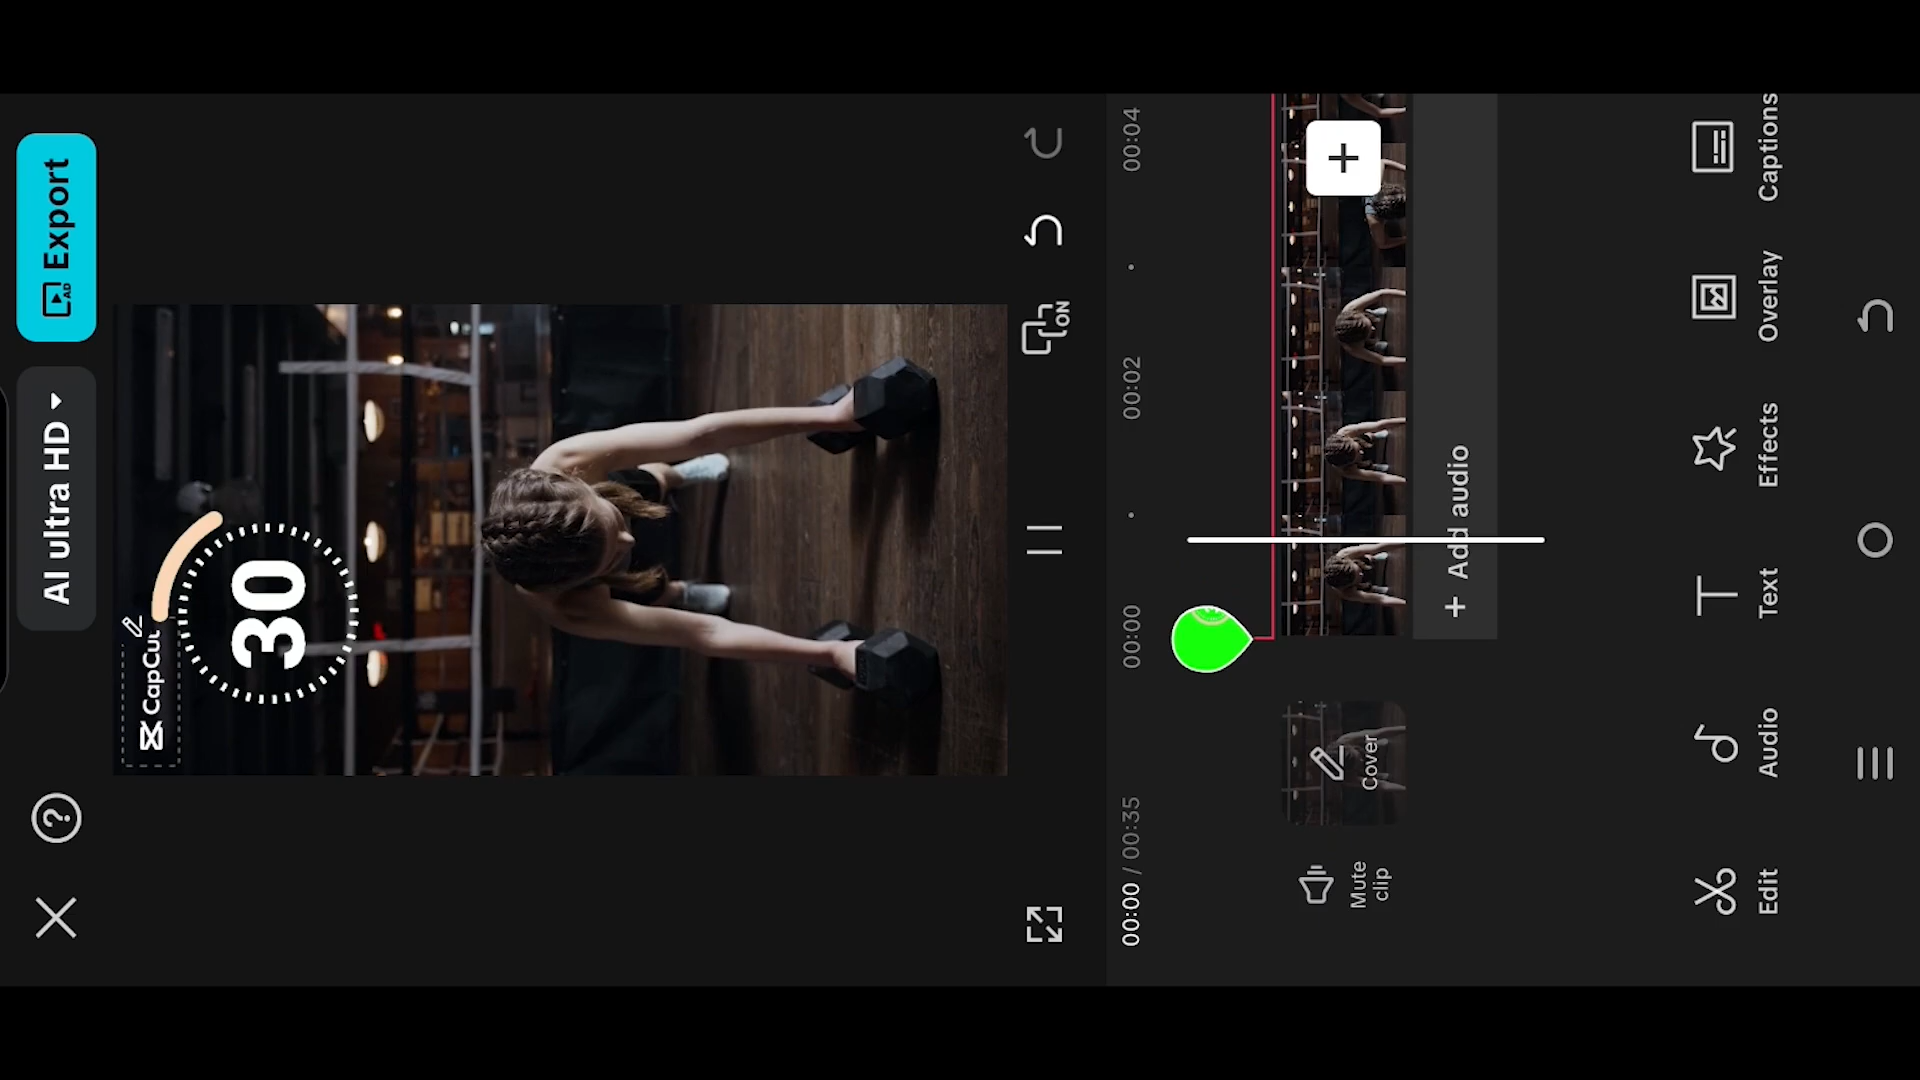 AI ultra HD
AD
Export
CapCut
30
ON
00:00 / 00:35
00:00
00:02
00:04
Mute
clip
Cover
+ Add audio
Edit
Audio
Text
Effects
Overlay
Captions